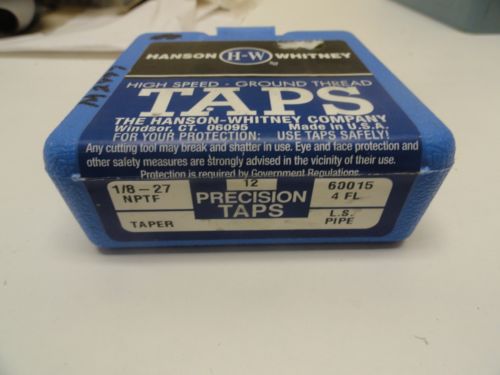 HANSON H-W WHITNEY
HIGH SPEED - GROUND THREAD
TAPS
THE HANSON-WHITNEY COMPANY
Windsor, CT. 06095 Made in U.S.A.
FOR YOUR PROTECTION: USE TAPS SAFELY!
Any cutting tool may break and shatter in use. Eye and face protection and
other safety measures are strongly advised in the vicinity of their use.
Protection is required by Government Regulations.
1/8-27 12 60015
NPTF PRECISION 4 FL
TAPS L.S.
TAPER PIPE